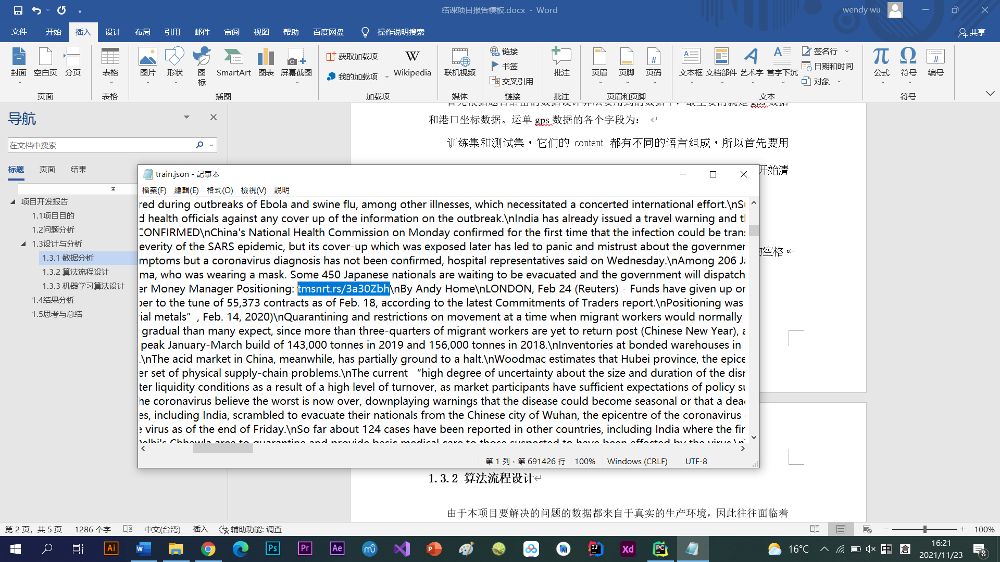 结课项目报告模板.docx - Word
wendy wu
文件 开始 插入 设计 布局 引用 邮件 审阅 视图 帮助 百度网盘 操作说明搜索 共享
封面 空白页 分页 表格 图片 形状 图标 SmartArt 图表 屏幕截图 获取加载项 我的加载项 Wikipedia 联机视频 链接 书签 交叉引用 批注 页眉 页脚 页码 文本框 文档部件 艺术字 首字下沉 签名行 日期和时间 对象 公式 符号 编号
页面 表格 插图 加载项 媒体 链接 批注 页眉和页脚 文本 符号
导航
在文档中搜索
标题 页面 结果
项目开发报告
1.1项目目的
1.2问题分析
1.3设计与分析
1.3.1 数据分析
1.3.2 算法流程设计
1.3.3 机器学习算法设计
1.4结果分析
1.5思考与总结
和港口坐标数据。运单 gps 数据的各个字段为：
训练集和测试集，它们的 content 都有不同的语言组成，所以首先要用
开始清
的空格。
train.json - 記事本
檔案(F) 編輯(E) 格式(O) 檢視(V) 說明
red during outbreaks of Ebola and swine flu, among other illnesses, which necessitated a concerted international effort.\nSu
d health officials against any cover up of the information on the outbreak.\nIndia has already issued a travel warning and th
CONFIRMED\nChina's National Health Commission on Monday confirmed for the first time that the infection could be trans
everity of the SARS epidemic, but its cover-up which was exposed later has led to panic and mistrust about the governmen
mptoms but a coronavirus diagnosis has not been confirmed, hospital representatives said on Wednesday.\nAmong 206 Ja
ma, who was wearing a mask. Some 450 Japanese nationals are waiting to be evacuated and the government will dispatch
er Money Manager Positioning: tmsnrt.rs/3a30Zbh\nBy Andy Home\nLONDON, Feb 24 (Reuters) - Funds have given up or
per to the tune of 55,373 contracts as of Feb. 18, according to the latest Commitments of Traders report.\nPositioning was
rial metals”, Feb. 14, 2020)\nQuarantining and restrictions on movement at a time when migrant workers would normally
gradual than many expect, since more than three-quarters of migrant workers are yet to return post (Chinese New Year), a
peak January-March build of 143,000 tonnes in 2019 and 156,000 tonnes in 2018.\nInventories at bonded warehouses in S
.\nThe acid market in China, meanwhile, has partially ground to a halt.\nWoodmac estimates that Hubei province, the epice
er set of physical supply-chain problems.\nThe current “high degree of uncertainty about the size and duration of the disr
ter liquidity conditions as a result of a high level of turnover, as market participants have sufficient expectations of policy su
he coronavirus believe the worst is now over, downplaying warnings that the disease could become seasonal or that a dead
es, including India, scrambled to evacuate their nationals from the Chinese city of Wuhan, the epicentre of the coronavirus
e virus as of the end of Friday.\nSo far about 124 cases have been reported in other countries, including India where the fir
Delhi's Chhawla area to quarantine and provide basic medical care to those suspected to have been affected by the virus.\n
第 1 列，第 691426 行 100% Windows (CRLF) UTF-8
1.3.2 算法流程设计
由于本项目要解决的问题的数据都来自于真实的生产环境，因此往往面临着
第 2 页，共 5 页 1286 个字 中文(台湾) 插入 辅助功能: 调查 100%
16°C 中 倉 16:21
2021/11/23
8